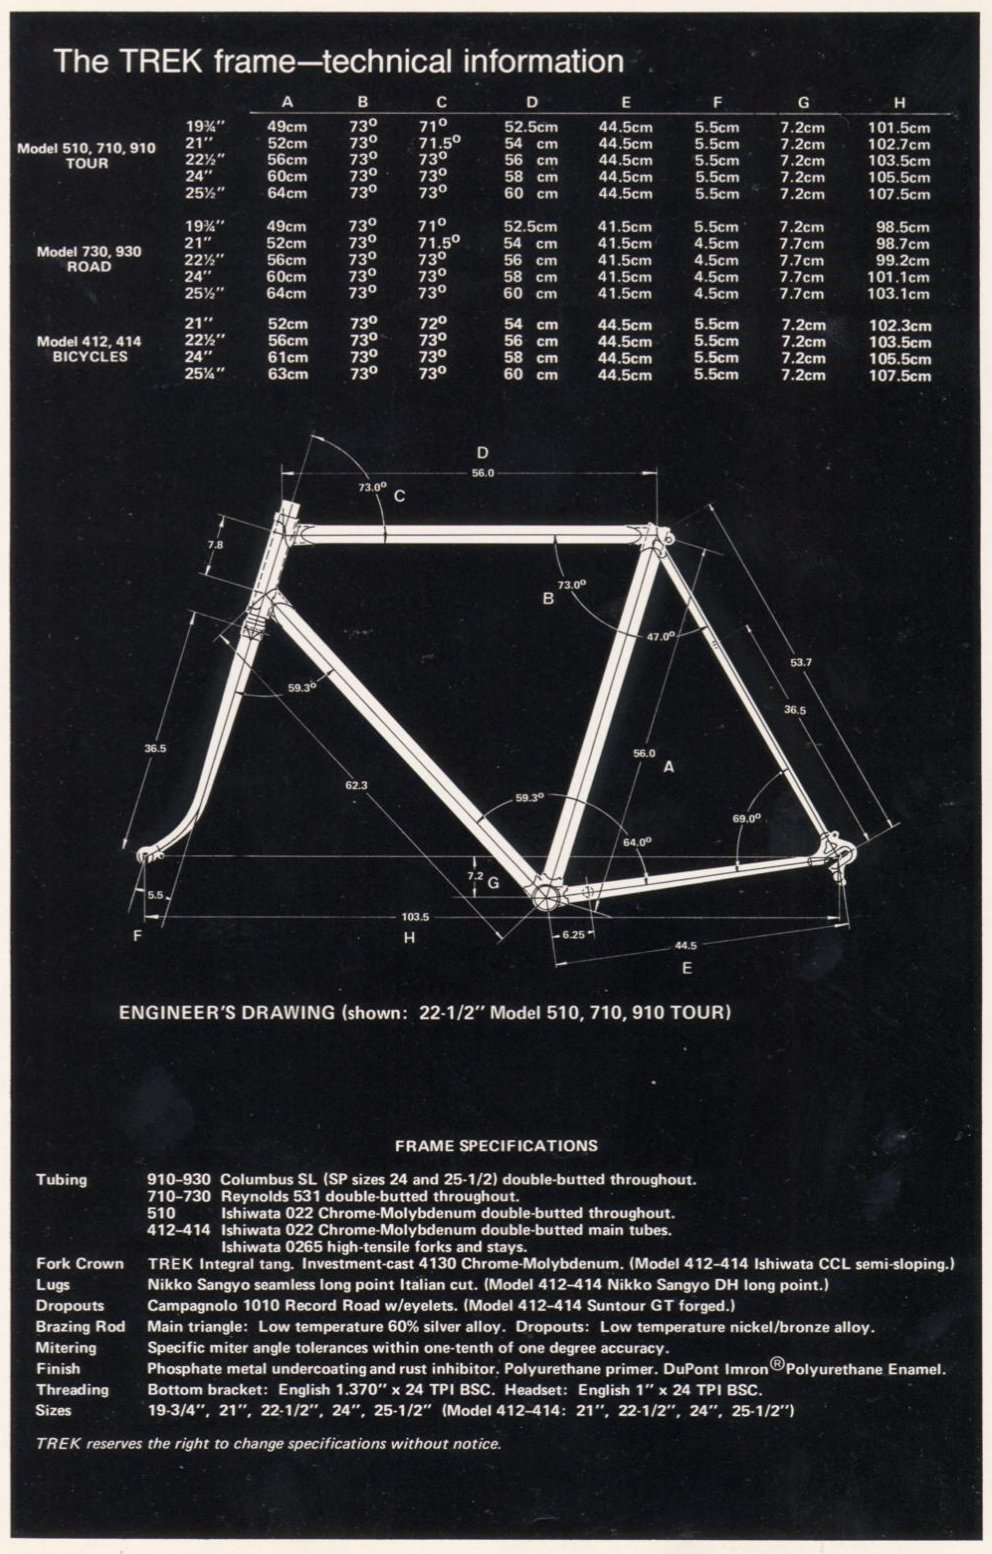 The TREK frame—technical information
A B C D E F G H
Model 510, 710, 910
TOUR
19¾" 49cm 73° 71° 52.5cm 44.5cm 5.5cm 7.2cm 101.5cm
21" 52cm 73° 71.5° 54 cm 44.5cm 5.5cm 7.2cm 102.7cm
22½" 56cm 73° 73° 56 cm 44.5cm 5.5cm 7.2cm 103.5cm
24" 60cm 73° 73° 58 cm 44.5cm 5.5cm 7.2cm 105.5cm
25½" 64cm 73° 73° 60 cm 44.5cm 5.5cm 7.2cm 107.5cm
Model 730, 930
ROAD
19¾" 49cm 73° 71° 52.5cm 41.5cm 5.5cm 7.2cm 98.5cm
21" 52cm 73° 71.5° 54 cm 41.5cm 4.5cm 7.7cm 98.7cm
22½" 56cm 73° 73° 56 cm 41.5cm 4.5cm 7.7cm 99.2cm
24" 60cm 73° 73° 58 cm 41.5cm 4.5cm 7.7cm 101.1cm
25½" 64cm 73° 73° 60 cm 41.5cm 4.5cm 7.7cm 103.1cm
Model 412, 414
BICYCLES
21" 52cm 73° 72° 54 cm 44.5cm 5.5cm 7.2cm 102.3cm
22½" 56cm 73° 73° 56 cm 44.5cm 5.5cm 7.2cm 103.5cm
24" 61cm 73° 73° 58 cm 44.5cm 5.5cm 7.2cm 105.5cm
25¼" 63cm 73° 73° 60 cm 44.5cm 5.5cm 7.2cm 107.5cm
D
56.0
73.0° C
7.8
73.0°
B
47.0°
53.7
59.3°
36.5
36.5
56.0
A
62.3
59.3°
69.0°
64.0°
7.2 G
5.5
103.5
F
H
6.25
44.5
E
ENGINEER'S DRAWING (shown: 22-1/2" Model 510, 710, 910 TOUR)
FRAME SPECIFICATIONS
Tubing 910–930 Columbus SL (SP sizes 24 and 25-1/2) double-butted throughout.
710–730 Reynolds 531 double-butted throughout.
510 Ishiwata 022 Chrome-Molybdenum double-butted throughout.
412–414 Ishiwata 022 Chrome-Molybdenum double-butted main tubes.
Ishiwata 0265 high-tensile forks and stays.
Fork Crown TREK Integral tang. Investment-cast 4130 Chrome-Molybdenum. (Model 412–414 Ishiwata CCL semi-sloping.)
Lugs Nikko Sangyo seamless long point Italian cut. (Model 412–414 Nikko Sangyo DH long point.)
Dropouts Campagnolo 1010 Record Road w/eyelets. (Model 412–414 Suntour GT forged.)
Brazing Rod Main triangle: Low temperature 60% silver alloy. Dropouts: Low temperature nickel/bronze alloy.
Mitering Specific miter angle tolerances within one-tenth of one degree accuracy.
Finish Phosphate metal undercoating and rust inhibitor. Polyurethane primer. DuPont Imron® Polyurethane Enamel.
Threading Bottom bracket: English 1.370" x 24 TPI BSC. Headset: English 1" x 24 TPI BSC.
Sizes 19-3/4", 21", 22-1/2", 24", 25-1/2" (Model 412–414: 21", 22-1/2", 24", 25-1/2")
TREK reserves the right to change specifications without notice.